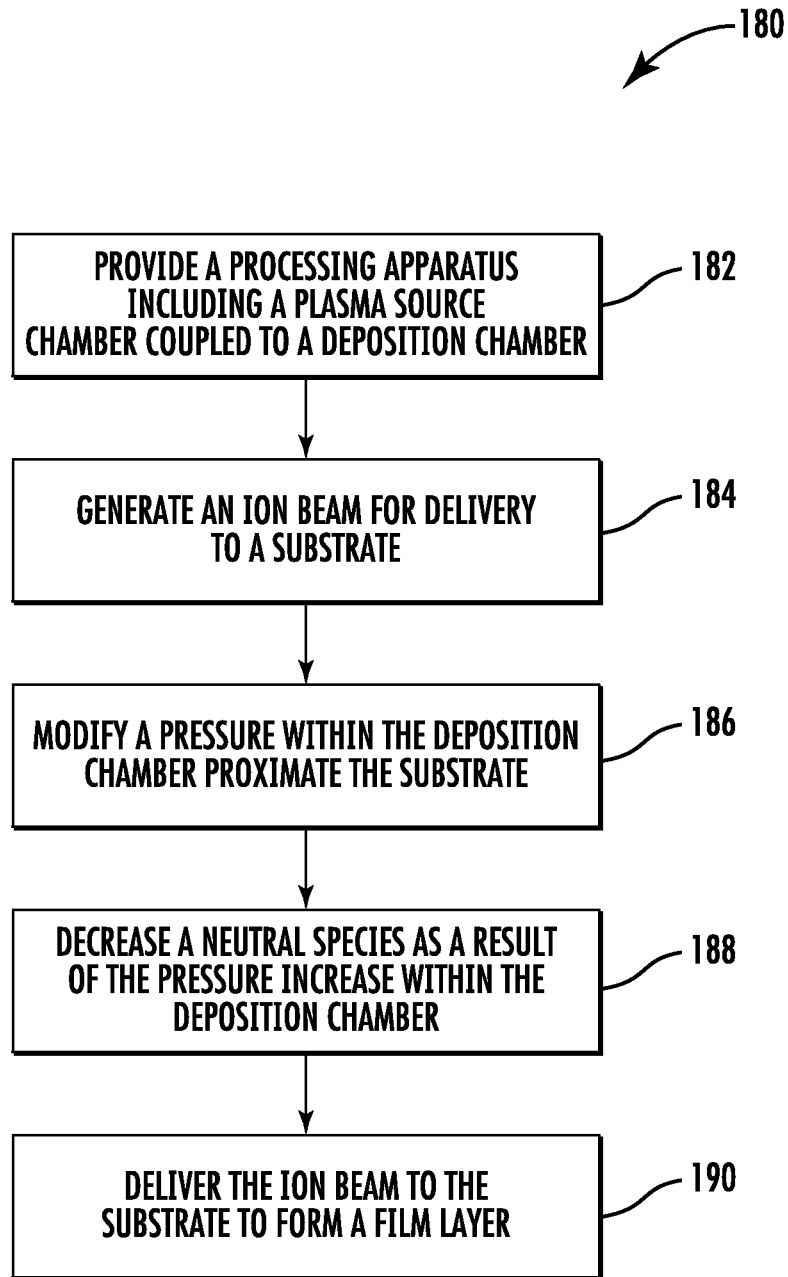 180
PROVIDE A PROCESSING APPARATUS
INCLUDING A PLASMA SOURCE
CHAMBER COUPLED TO A DEPOSITION CHAMBER
182
GENERATE AN ION BEAM FOR DELIVERY
TO A SUBSTRATE
184
MODIFY A PRESSURE WITHIN THE DEPOSITION
CHAMBER PROXIMATE THE SUBSTRATE
186
DECREASE A NEUTRAL SPECIES AS A RESULT
OF THE PRESSURE INCREASE WITHIN THE
DEPOSITION CHAMBER
188
DELIVER THE ION BEAM TO THE
SUBSTRATE TO FORM A FILM LAYER
190